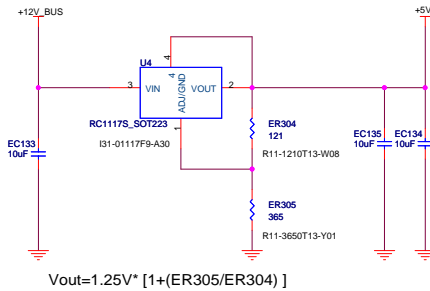 +12V_BUS
+5V
U4
4
4
3
VIN
VOUT
2
ADJ/GND
1
RC1117S_SOT223
I31-01117F9-A30
ER304
121
R11-1210T13-W08
EC133
10uF
EC135
10uF
EC134
10uF
ER305
365
R11-3650T13-Y01
Vout=1.25V* [1+(ER305/ER304) ]